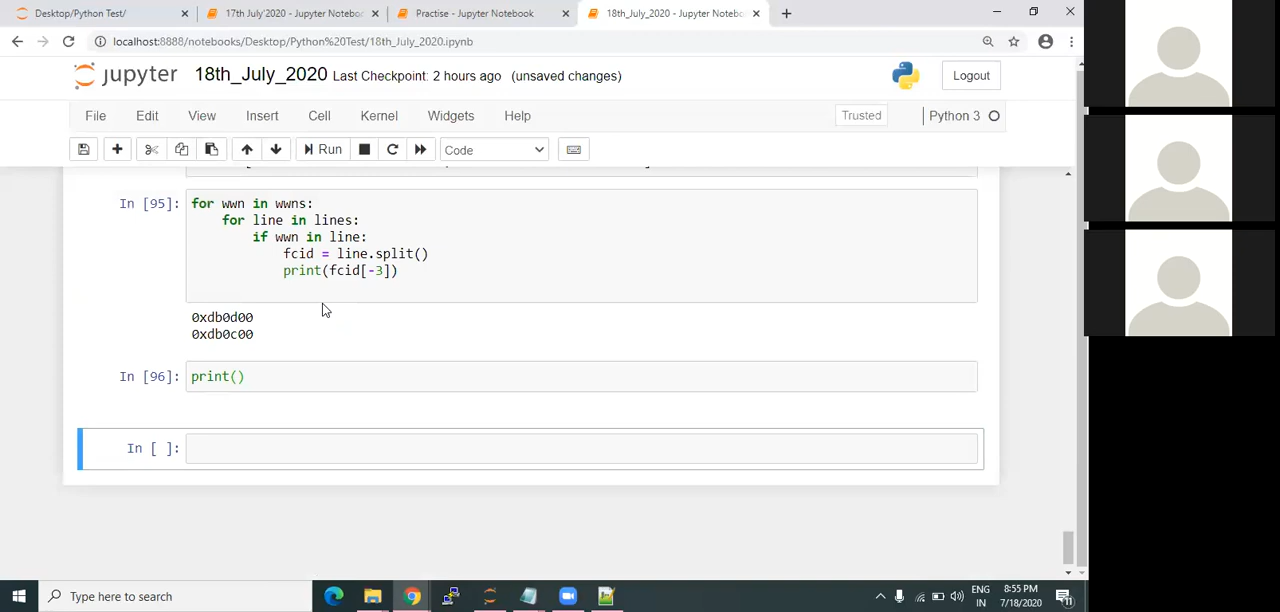 Desktop/Python Test/
17th July'2020 - Jupyter Noteboo
Practise - Jupyter Notebook
18th_July_2020 - Jupyter Noteboo
localhost:8888/notebooks/Desktop/Python%20Test/18th_July_2020.ipynb
jupyter 18th_July_2020 Last Checkpoint: 2 hours ago (unsaved changes)
Logout
File Edit View Insert Cell Kernel Widgets Help
Trusted
Python 3
Run
Code
In [95]: for wwn in wwns:
for line in lines:
if wwn in line:
fcid = line.split()
print(fcid[-3])
0xdb0d00
0xdb0c00
In [96]: print()
In [ ]:
Type here to search
ENG
IN
8:55 PM
7/18/2020
11